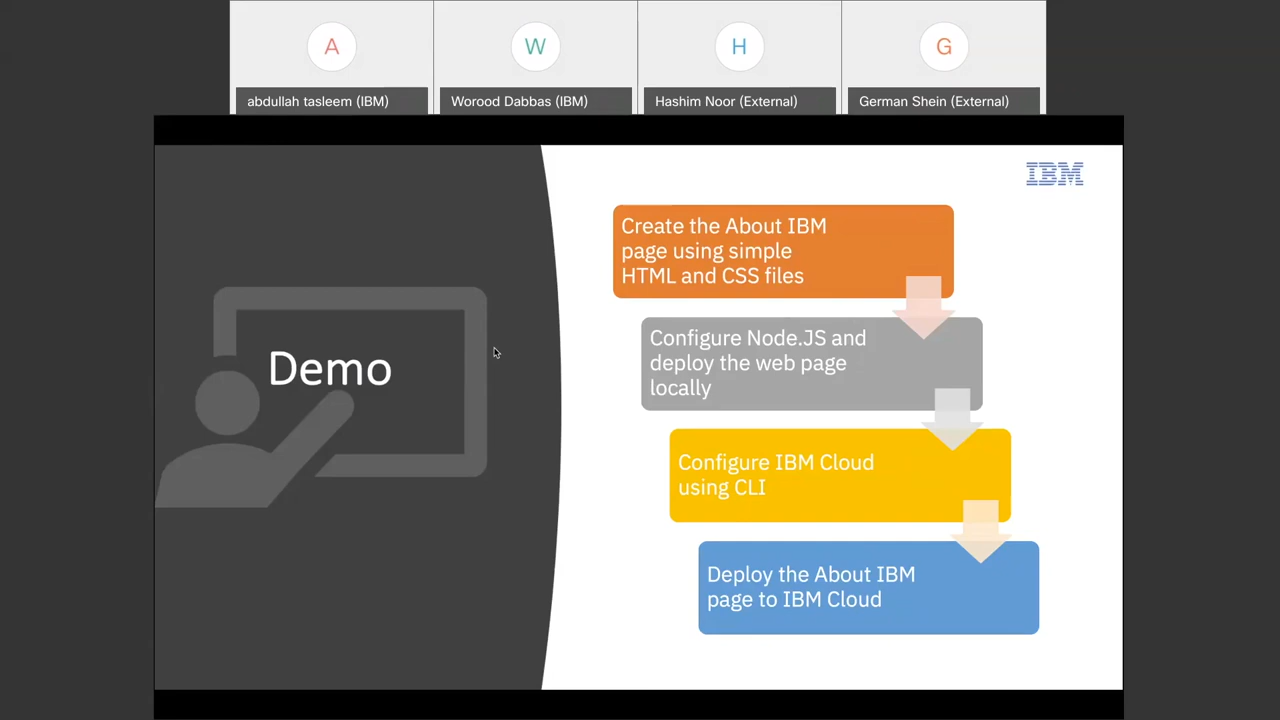 A
W
H
G
abdullah tasleem (IBM)
Worood Dabbas (IBM)
Hashim Noor (External)
German Shein (External)
IBM
Demo
Create the About IBM
page using simple
HTML and CSS files
Configure Node.JS and
deploy the web page
locally
Configure IBM Cloud
using CLI
Deploy the About IBM
page to IBM Cloud